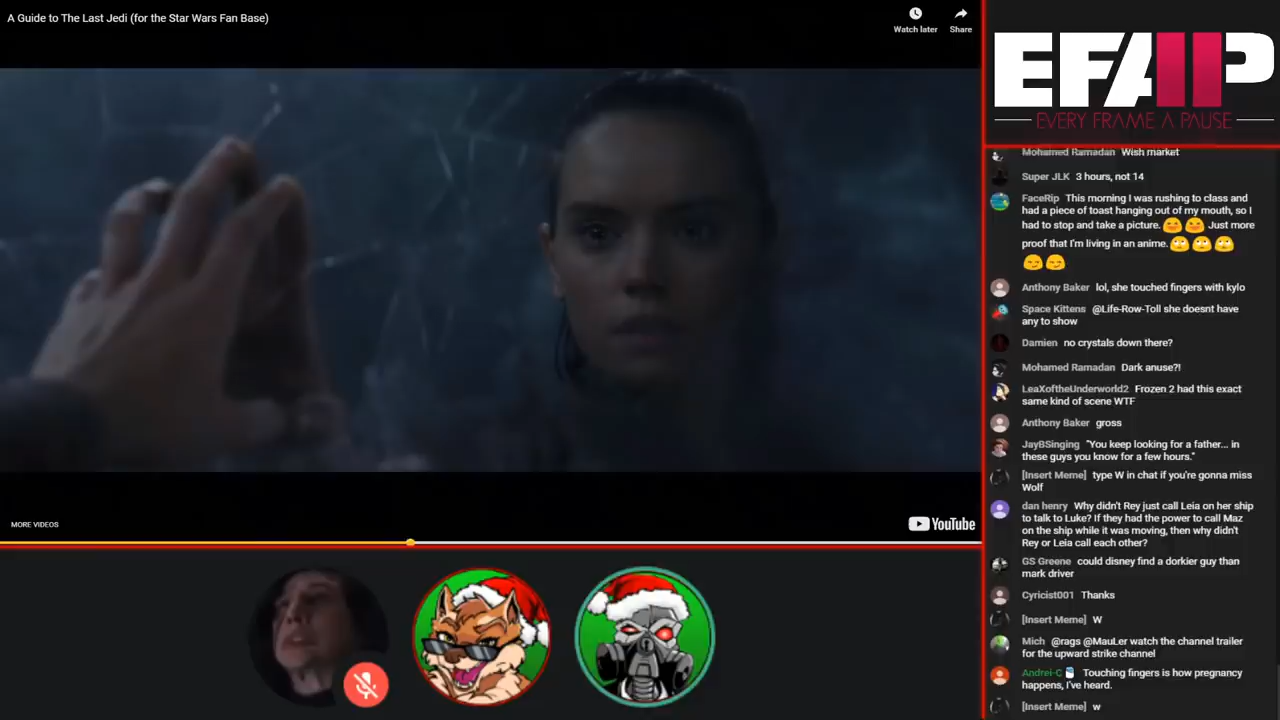 A Guide to The Last Jedi (for the Star Wars Fan Base)
Watch later
Share
MORE VIDEOS
YouTube
EFAP
EVERY FRAME A PAUSE
Mohamed Ramadan Wish market
Super JLK 3 hours, not 14
FaceRip This morning I was rushing to class and
had a piece of toast hanging out of my mouth, so I
had to stop and take a picture. Just more
proof that I'm living in an anime.
Anthony Baker lol, she touched fingers with kylo
Space Kittens @Life-Row-Toll she doesnt have
any to show
Damien no crystals down there?
Mohamed Ramadan Dark anuse?!
LeaXoftheUnderworld2 Frozen 2 had this exact
same kind of scene WTF
Anthony Baker gross
JayBSinging "You keep looking for a father... in
these guys you know for a few hours."
[Insert Meme] type W in chat if you're gonna miss
Wolf
dan henry Why didn't Rey just call Leia on her ship
to talk to Luke? If they had the power to call Maz
on the ship while it was moving, then why didn't
Rey or Leia call each other?
GS Greene could disney find a dorkier guy than
mark driver
Cyricist001 Thanks
[Insert Meme] W
Mich @rags @MauLer watch the channel trailer
for the upward strike channel
Andrei-C Touching fingers is how pregnancy
happens, I've heard.
[Insert Meme] w